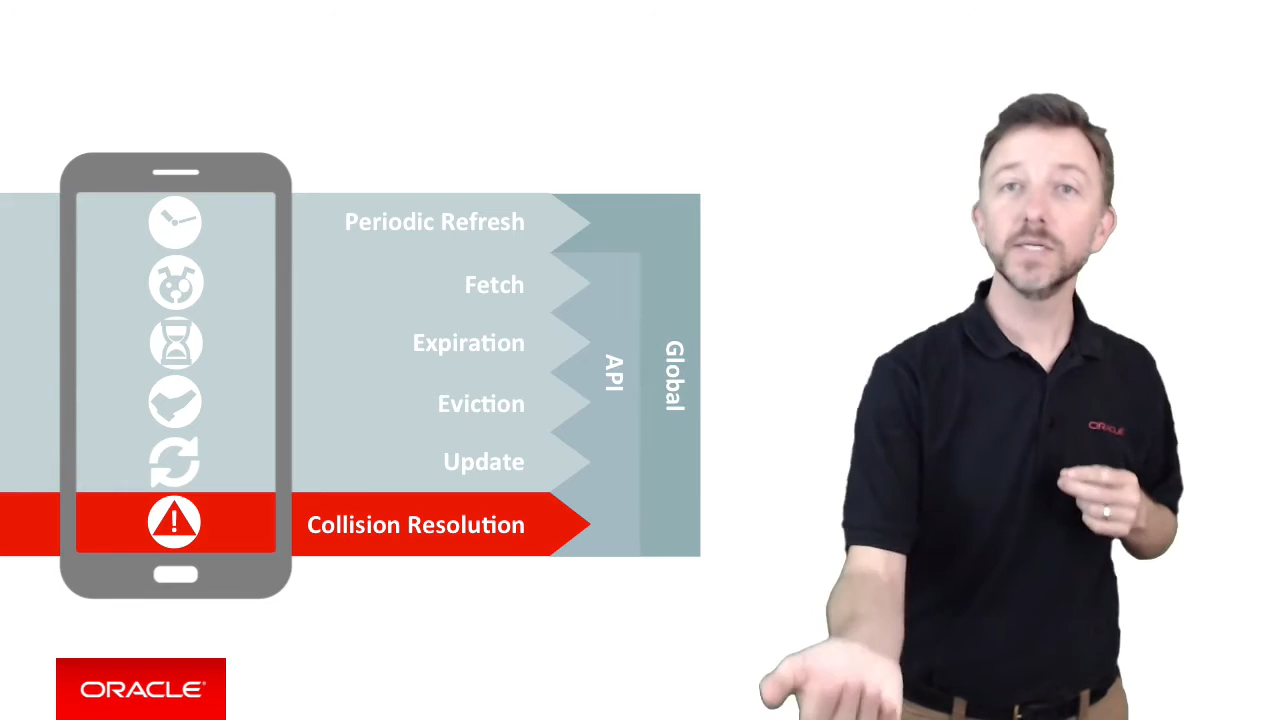 Periodic Refresh
Fetch
Expiration
Eviction
Update
Collision Resolution
API
Global
ORACLE
ORACLE®